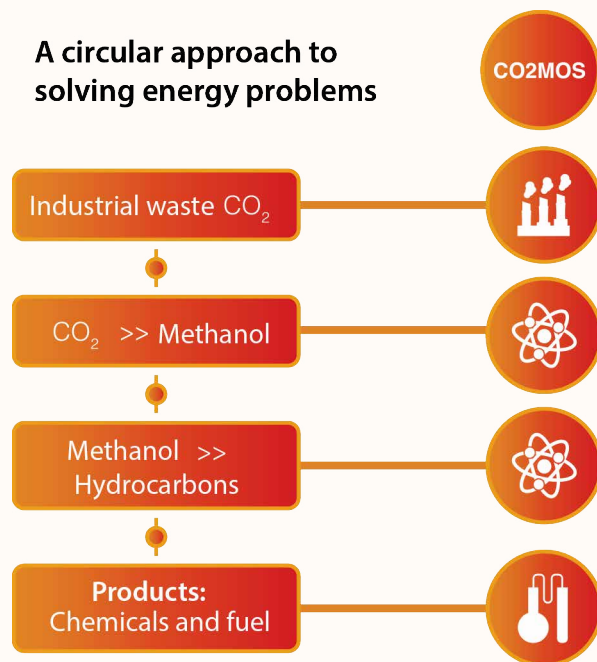 A circular approach to
solving energy problems
CO2MOS
Industrial waste CO₂
CO₂ >> Methanol
Methanol >>
Hydrocarbons
Products:
Chemicals and fuel